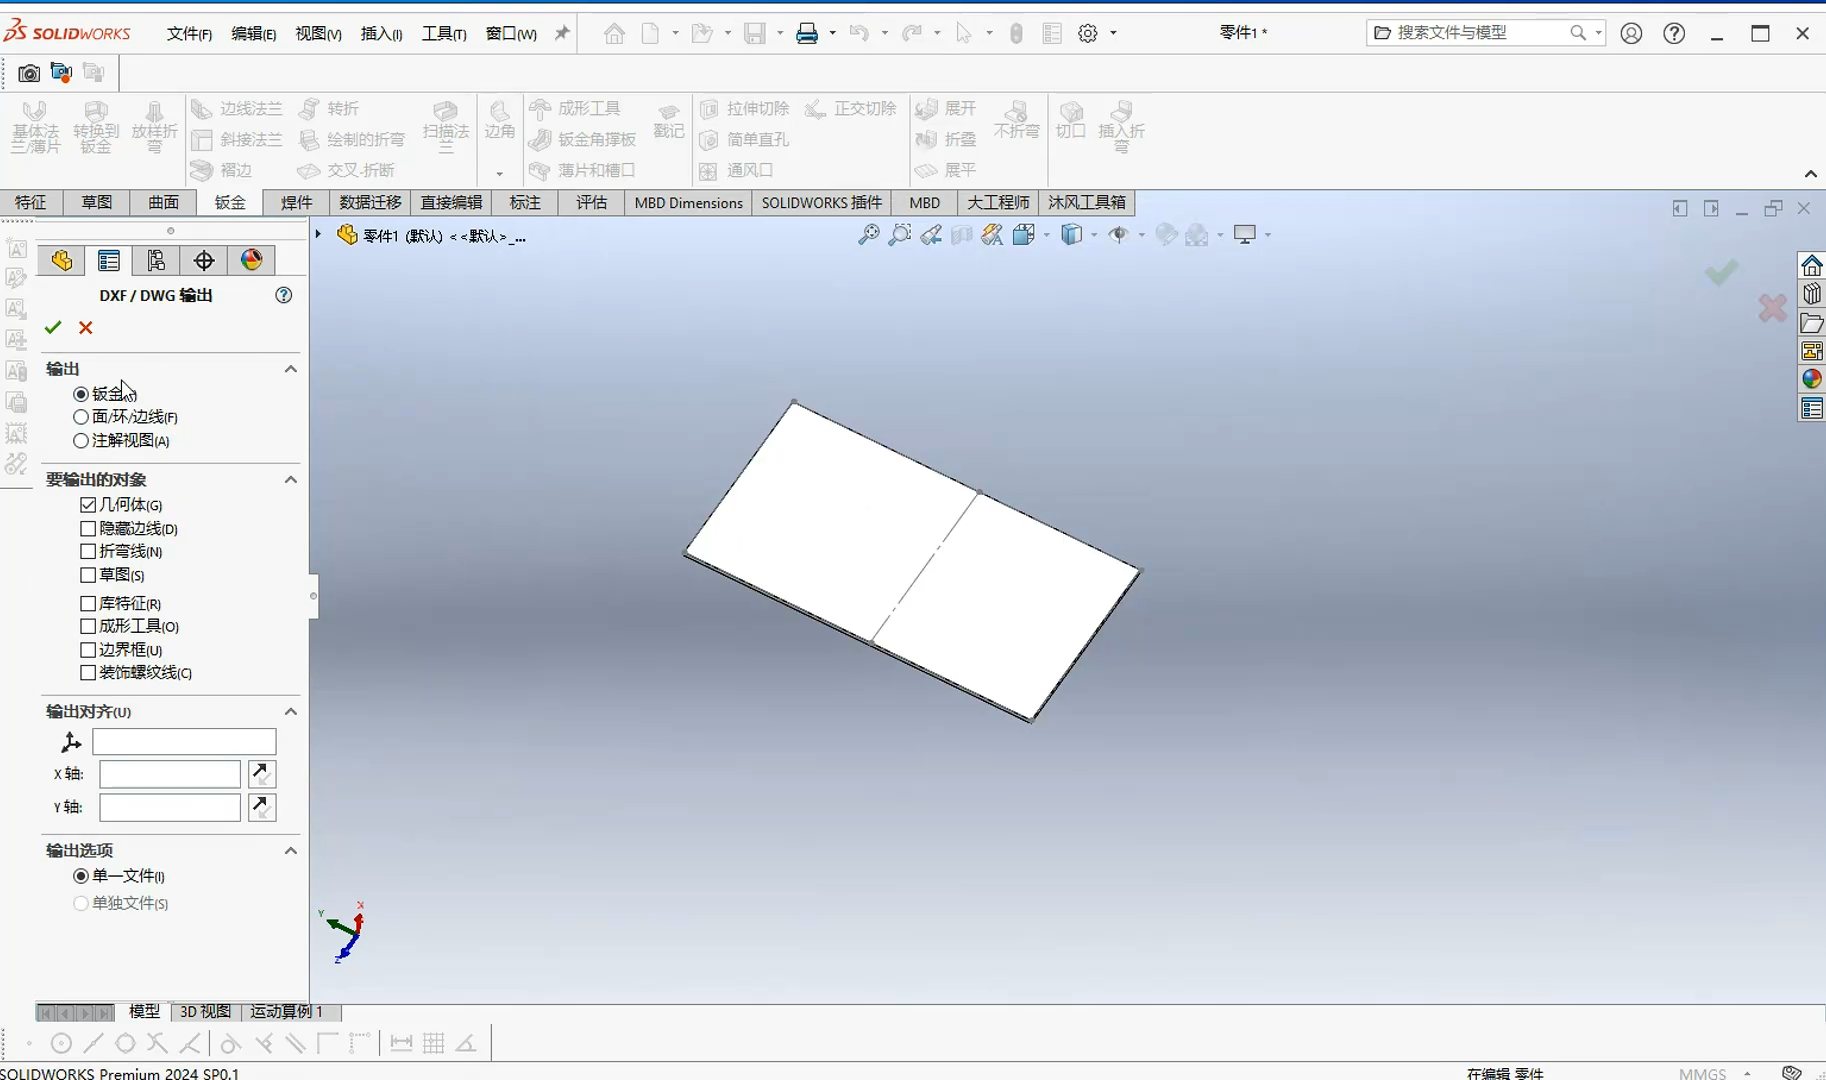 SOLIDWORKS 文件(F) 编辑(E) 视图(V) 插入(I) 工具(T) 窗口(W) 零件1 * 搜索文件与模型
基体法兰/薄片 转换到钣金 放样折弯 边线法兰 斜接法兰 褶边 转折 绘制的折弯 交叉-折断 扫描法兰 边角 成形工具 钣金角撑板 薄片和槽口 戳记 拉伸切除 简单直孔 通风口 正交切除 展开 折叠 展平 不折弯 切口 插入折弯
特征 草图 曲面 钣金 焊件 数据迁移 直接编辑 标注 评估 MBD Dimensions SOLIDWORKS 插件 MBD 大工程师 沐风工具箱
零件1 (默认) <<默认>_...
DXF / DWG 输出
输出
钣金
面/环/边线(F)
注解视图(A)
要输出的对象
几何体(G)
隐藏边线(D)
折弯线(N)
草图(S)
库特征(R)
成形工具(O)
边界框(U)
装饰螺纹线(C)
输出对齐(U)
X 轴:
Y 轴:
输出选项
单一文件(I)
单独文件(S)
Y X
Z
模型 3D 视图 运动算例 1
SOLIDWORKS Premium 2024 SP0.1 在编辑 零件 MMGS